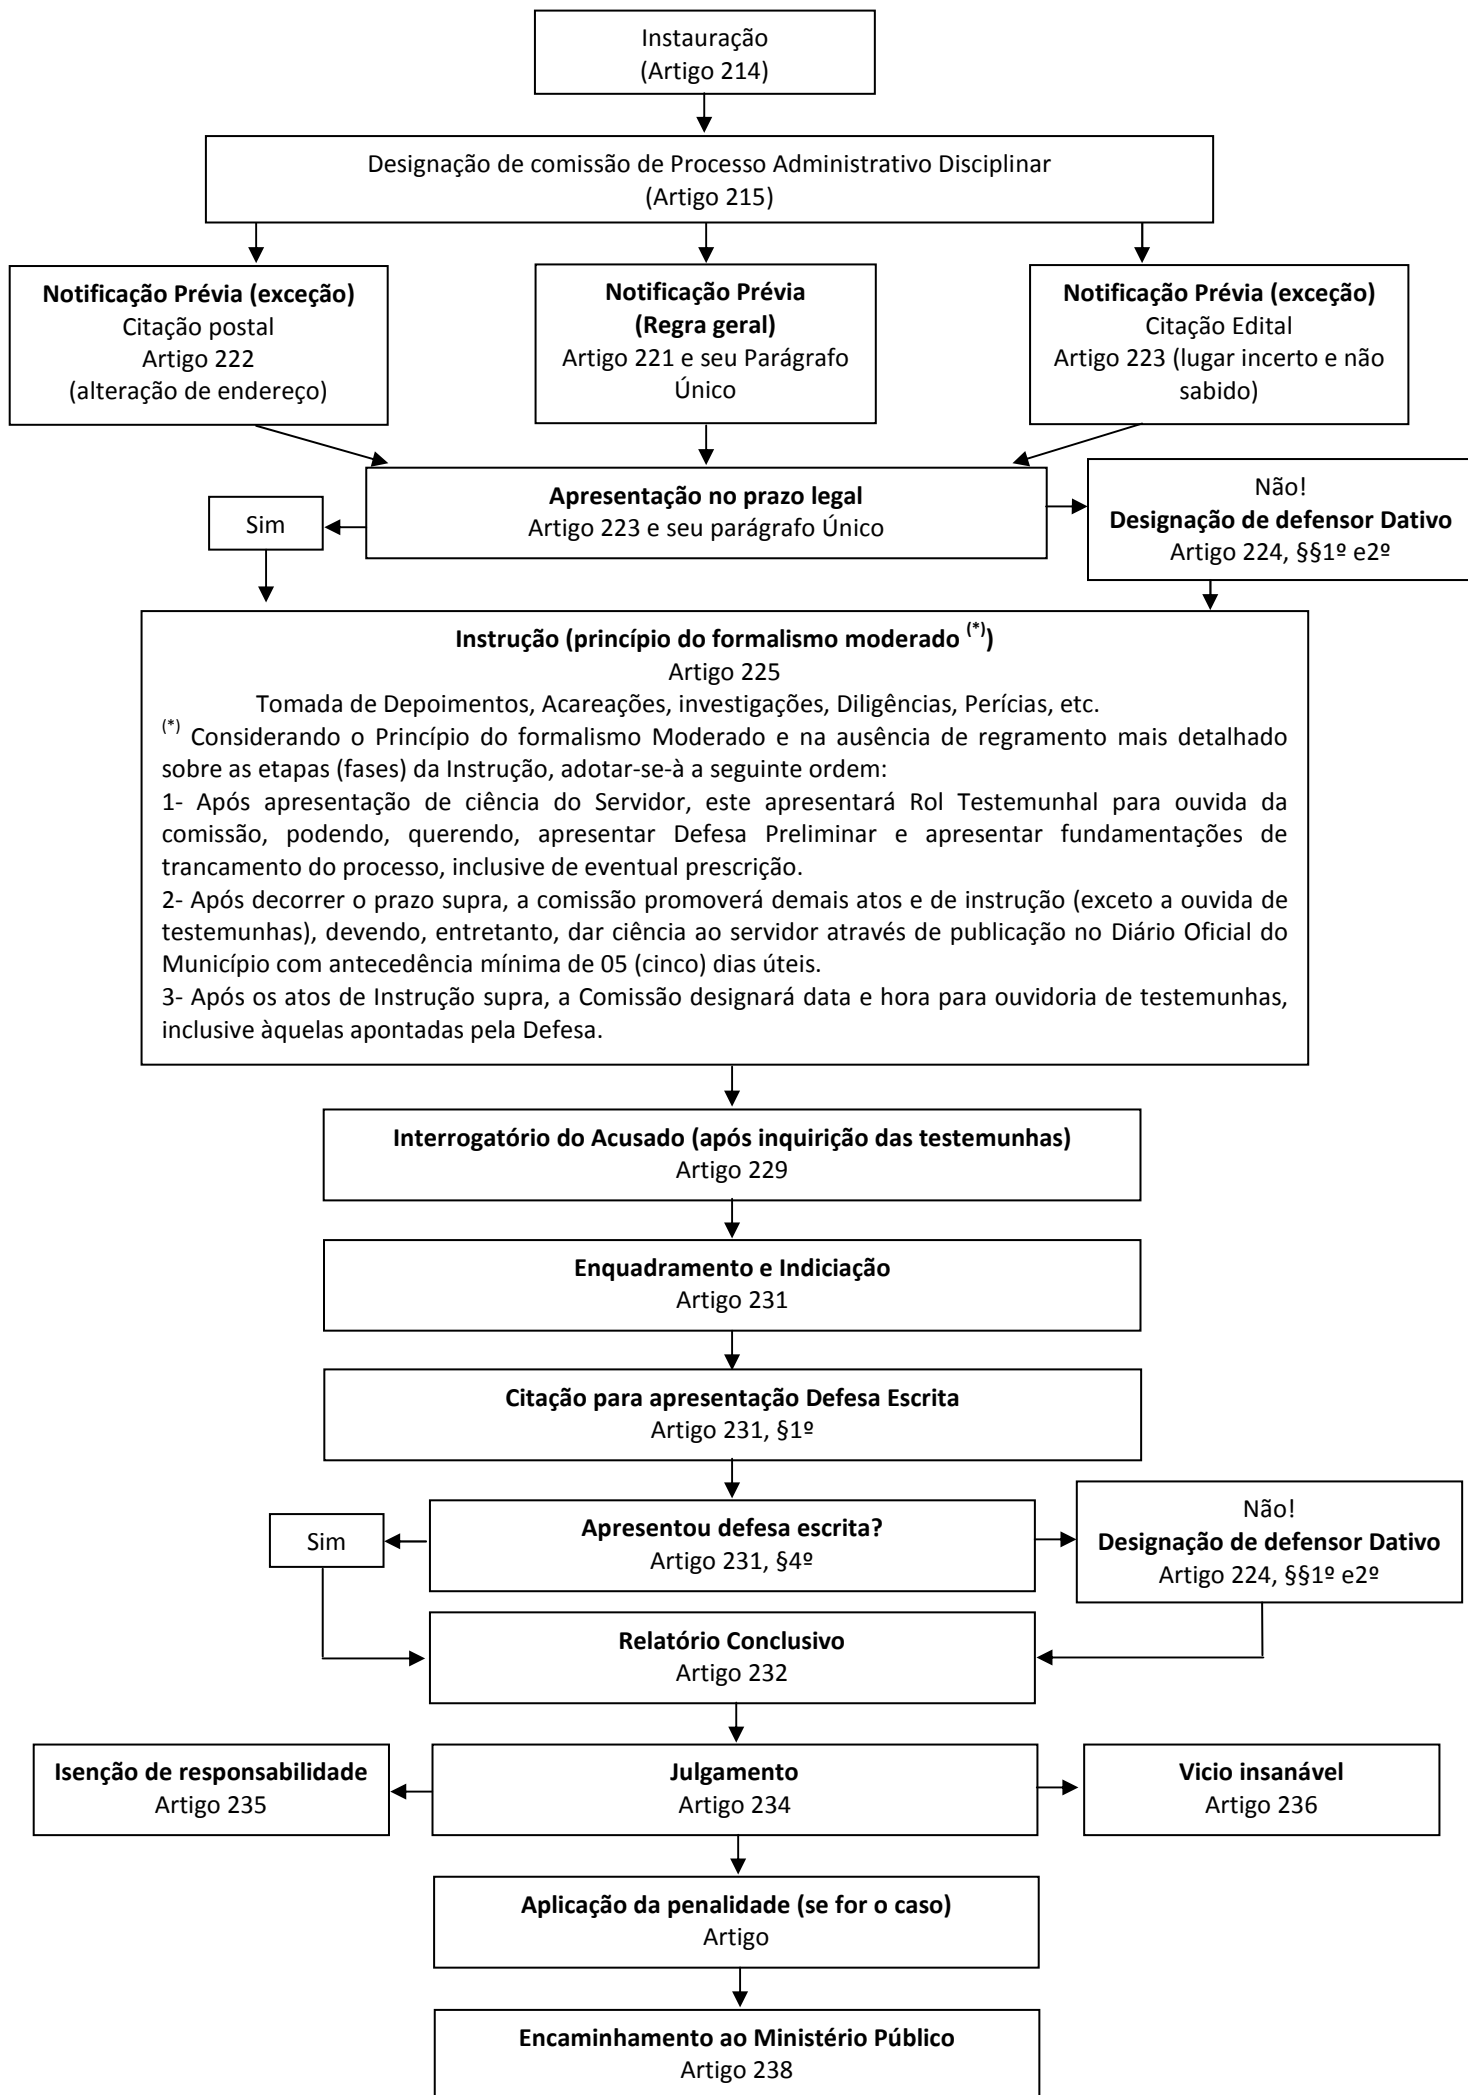 Instauração
(Artigo 214)
Designação de comissão de Processo Administrativo Disciplinar
(Artigo 215)
Notificação Prévia (exceção)
Citação postal
Artigo 222
(alteração de endereço)
Notificação Prévia
(Regra geral)
Artigo 221 e seu Parágrafo
Único
Notificação Prévia (exceção)
Citação Edital
Artigo 223 (lugar incerto e não
sabido)
Sim
Apresentação no prazo legal
Artigo 223 e seu parágrafo Único
Não!
Designação de defensor Dativo
Artigo 224, §§1º e2º
Instrução (princípio do formalismo moderado (*))
Artigo 225
Tomada de Depoimentos, Acareações, investigações, Diligências, Perícias, etc.
(*) Considerando o Princípio do formalismo Moderado e na ausência de regramento mais detalhado
sobre as etapas (fases) da Instrução, adotar-se-à a seguinte ordem:
1- Após apresentação de ciência do Servidor, este apresentará Rol Testemunhal para ouvida da
comissão, podendo, querendo, apresentar Defesa Preliminar e apresentar fundamentações de
trancamento do processo, inclusive de eventual prescrição.
2- Após decorrer o prazo supra, a comissão promoverá demais atos e de instrução (exceto a ouvida de
testemunhas), devendo, entretanto, dar ciência ao servidor através de publicação no Diário Oficial do
Município com antecedência mínima de 05 (cinco) dias úteis.
3- Após os atos de Instrução supra, a Comissão designará data e hora para ouvidoria de testemunhas,
inclusive àquelas apontadas pela Defesa.
Interrogatório do Acusado (após inquirição das testemunhas)
Artigo 229
Enquadramento e Indiciação
Artigo 231
Citação para apresentação Defesa Escrita
Artigo 231, §1º
Sim
Apresentou defesa escrita?
Artigo 231, §4º
Não!
Designação de defensor Dativo
Artigo 224, §§1º e2º
Relatório Conclusivo
Artigo 232
Isenção de responsabilidade
Artigo 235
Julgamento
Artigo 234
Vicio insanável
Artigo 236
Aplicação da penalidade (se for o caso)
Artigo
Encaminhamento ao Ministério Público
Artigo 238